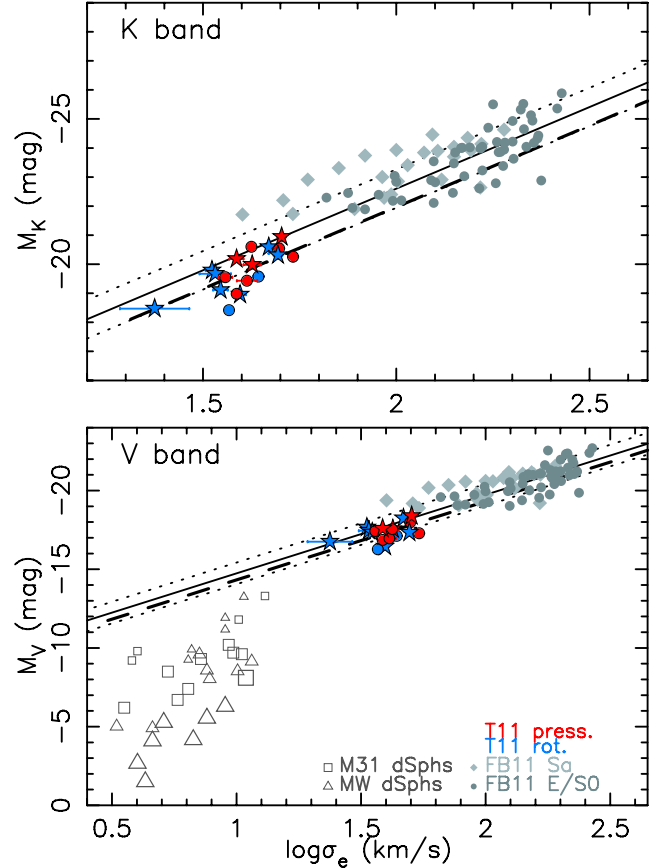 K band
−25
−20
M_K (mag)
1.5 2 2.5
V band
−20
−15
−10
−5
0
M_V (mag)
T11 press.
T11 rot.
M31 dSphs FB11 Sa
MW dSphs FB11 E/S0
0.5 1 1.5 2 2.5
logσ_e (km/s)